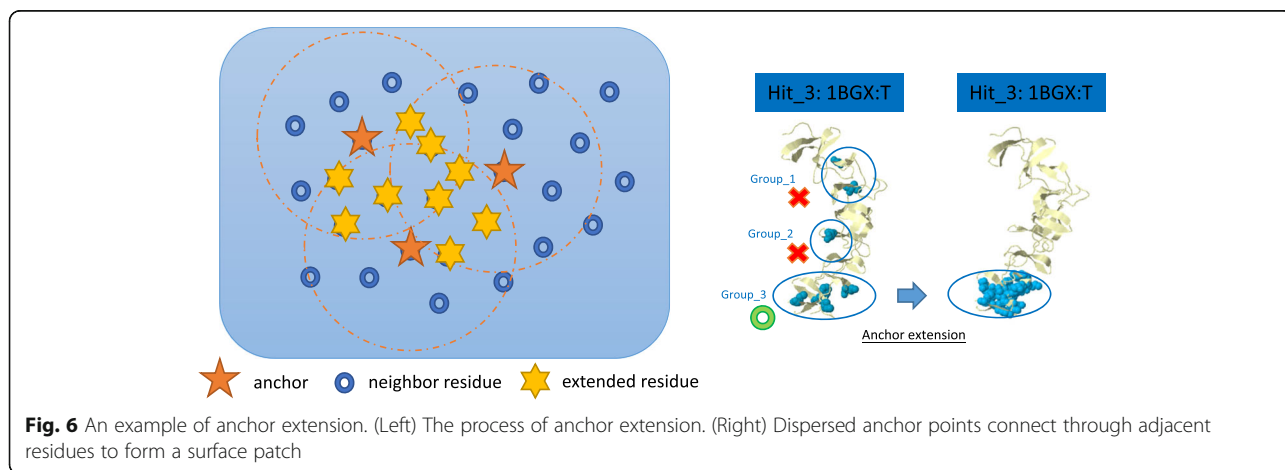 Hit_3: 1BGX:T
Hit_3: 1BGX:T
Group_1
Group_2
Group_3
Anchor extension
anchor
neighbor residue
extended residue
Fig. 6 An example of anchor extension. (Left) The process of anchor extension. (Right) Dispersed anchor points connect through adjacent
residues to form a surface patch